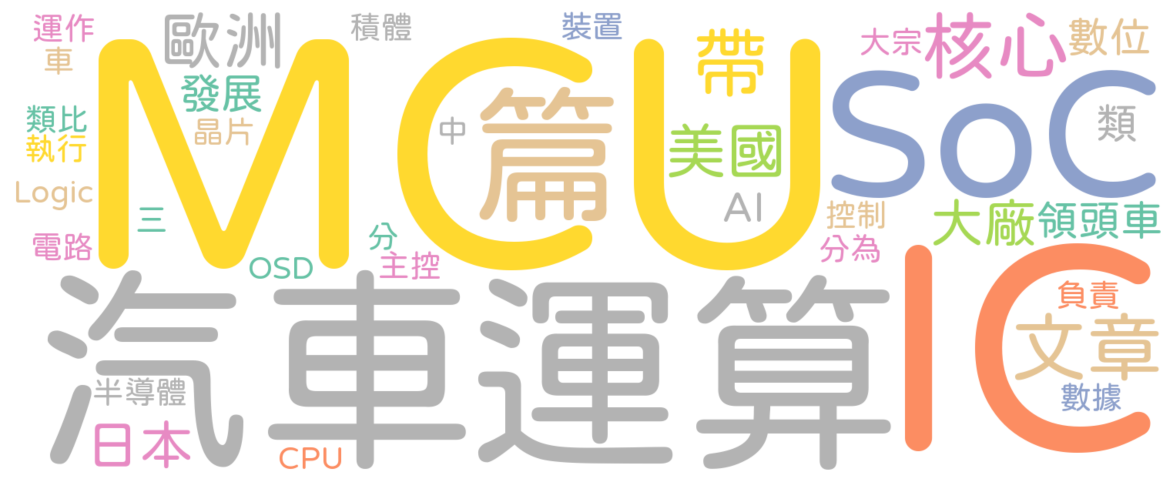 運作
歐洲
積體
裝置
帶
大宗
核心
數位
車
發展
MCU
SoC
類比
晶片
中
篇
美國
類
執行
Logic
三
AI
控制
大廠
領頭車
電路
OSD
分
主控
分為
IC
汽車
運算
負責
文章
半導體
數據
日本
CPU